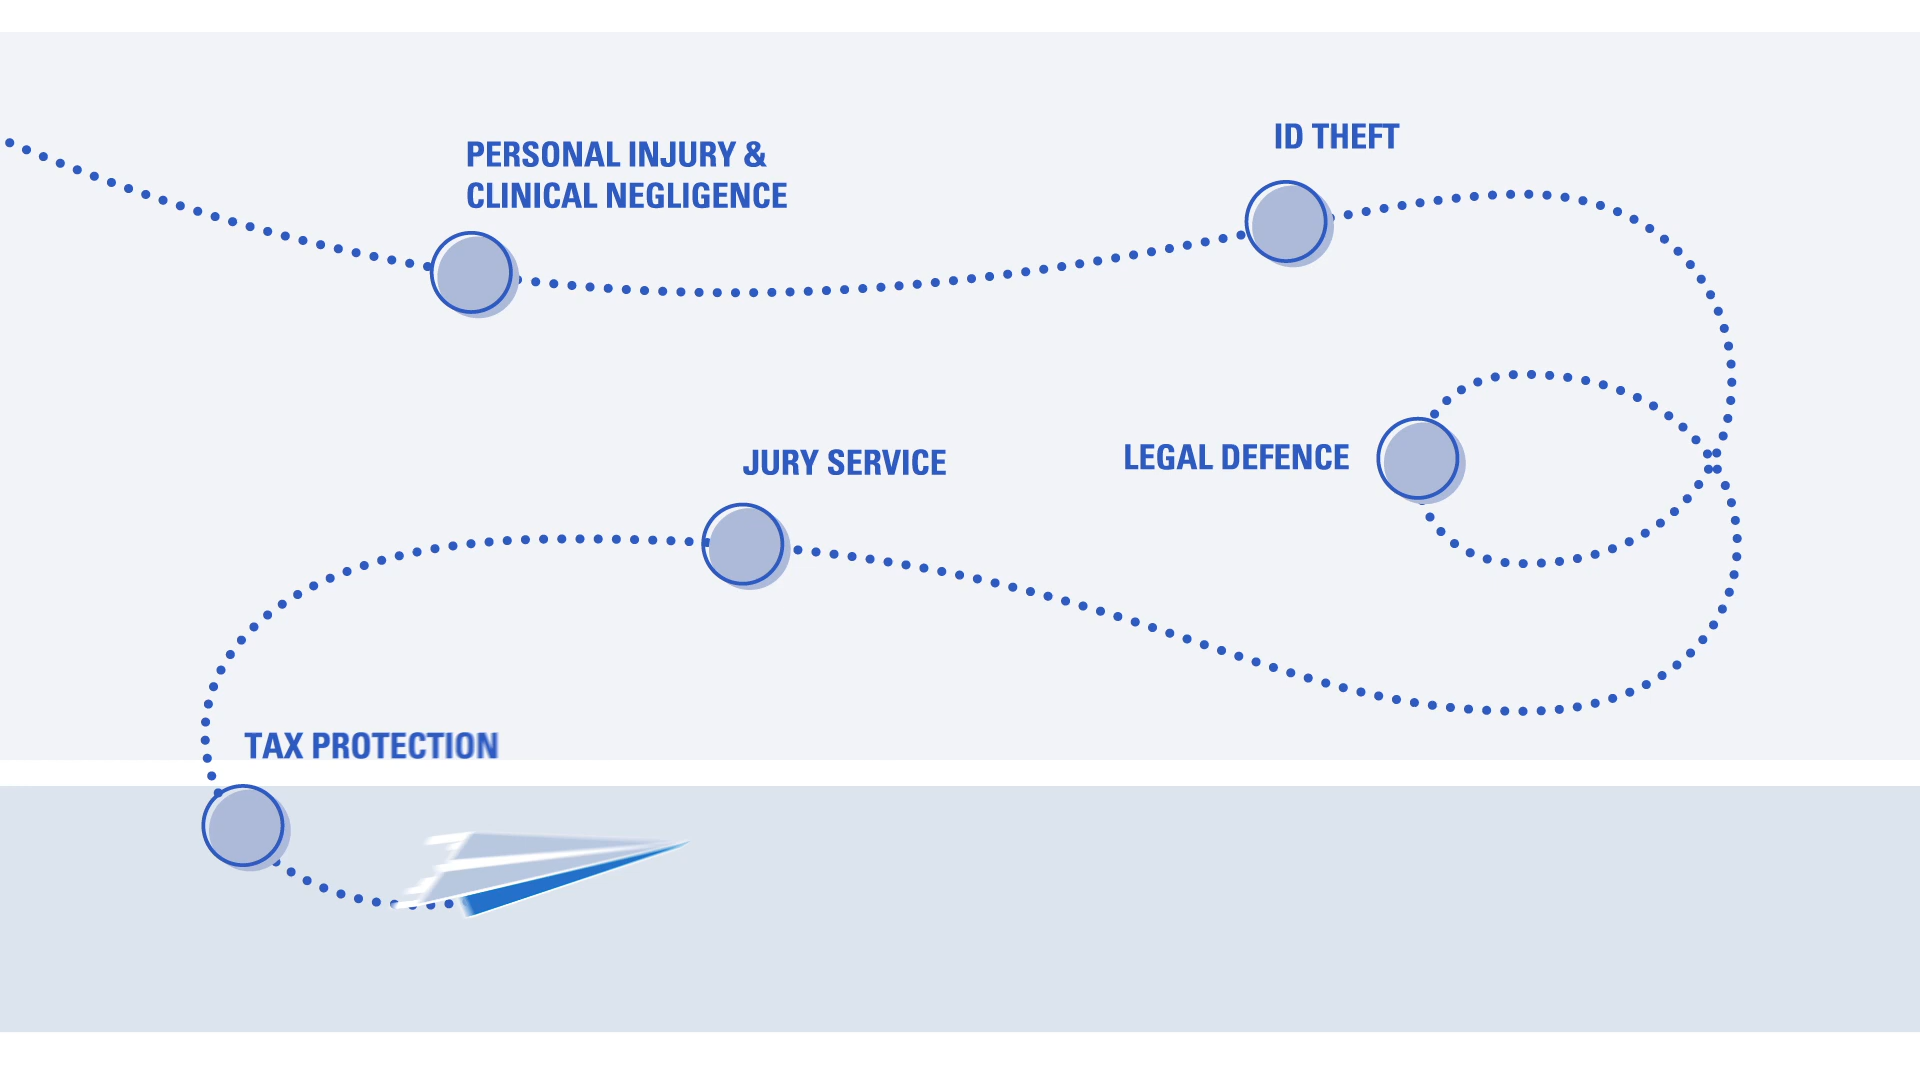 PERSONAL INJURY &
CLINICAL NEGLIGENCE
ID THEFT
LEGAL DEFENCE
JURY SERVICE
TAX PROTECTION